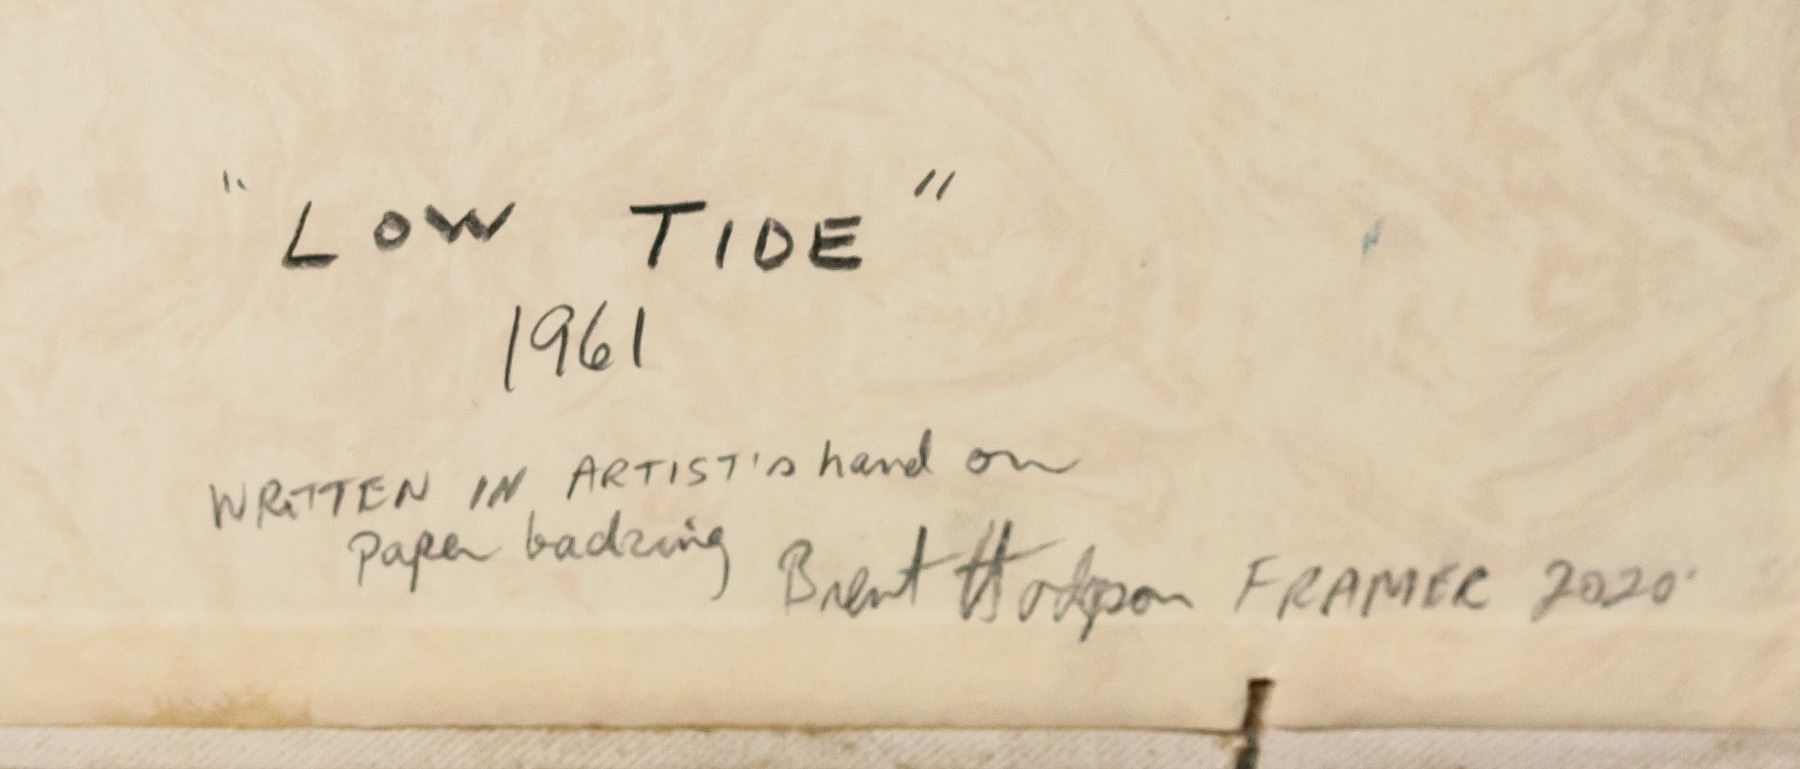 "LOW TIDE"
1961
WRITTEN IN ARTIST's hand on
paper backing Brent Hodgson FRAMER 2020